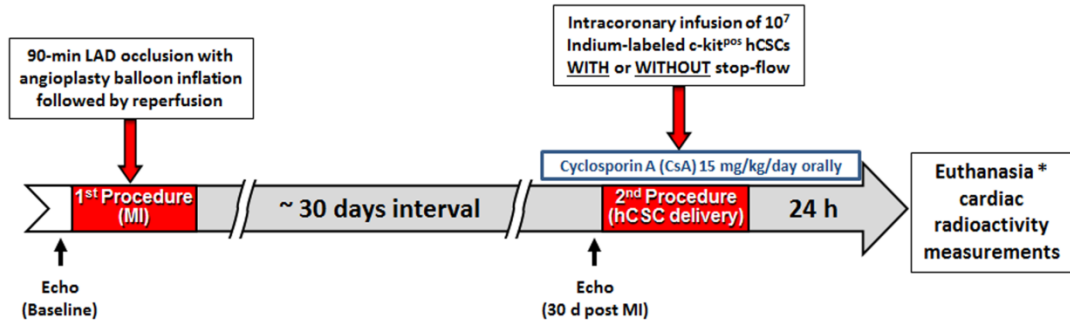 90-min LAD occlusion with
angioplasty balloon inflation
followed by reperfusion
Intracoronary infusion of 10⁷
Indium-labeled c-kitᵖᵒˢ hCSCs
WITH or WITHOUT stop-flow
Cyclosporin A (CsA) 15 mg/kg/day orally
1ˢᵗ Procedure
(MI)
~ 30 days interval
2ⁿᵈ Procedure
(hCSC delivery)
24 h
Euthanasia *
cardiac
radioactivity
measurements
Echo
(Baseline)
Echo
(30 d post MI)